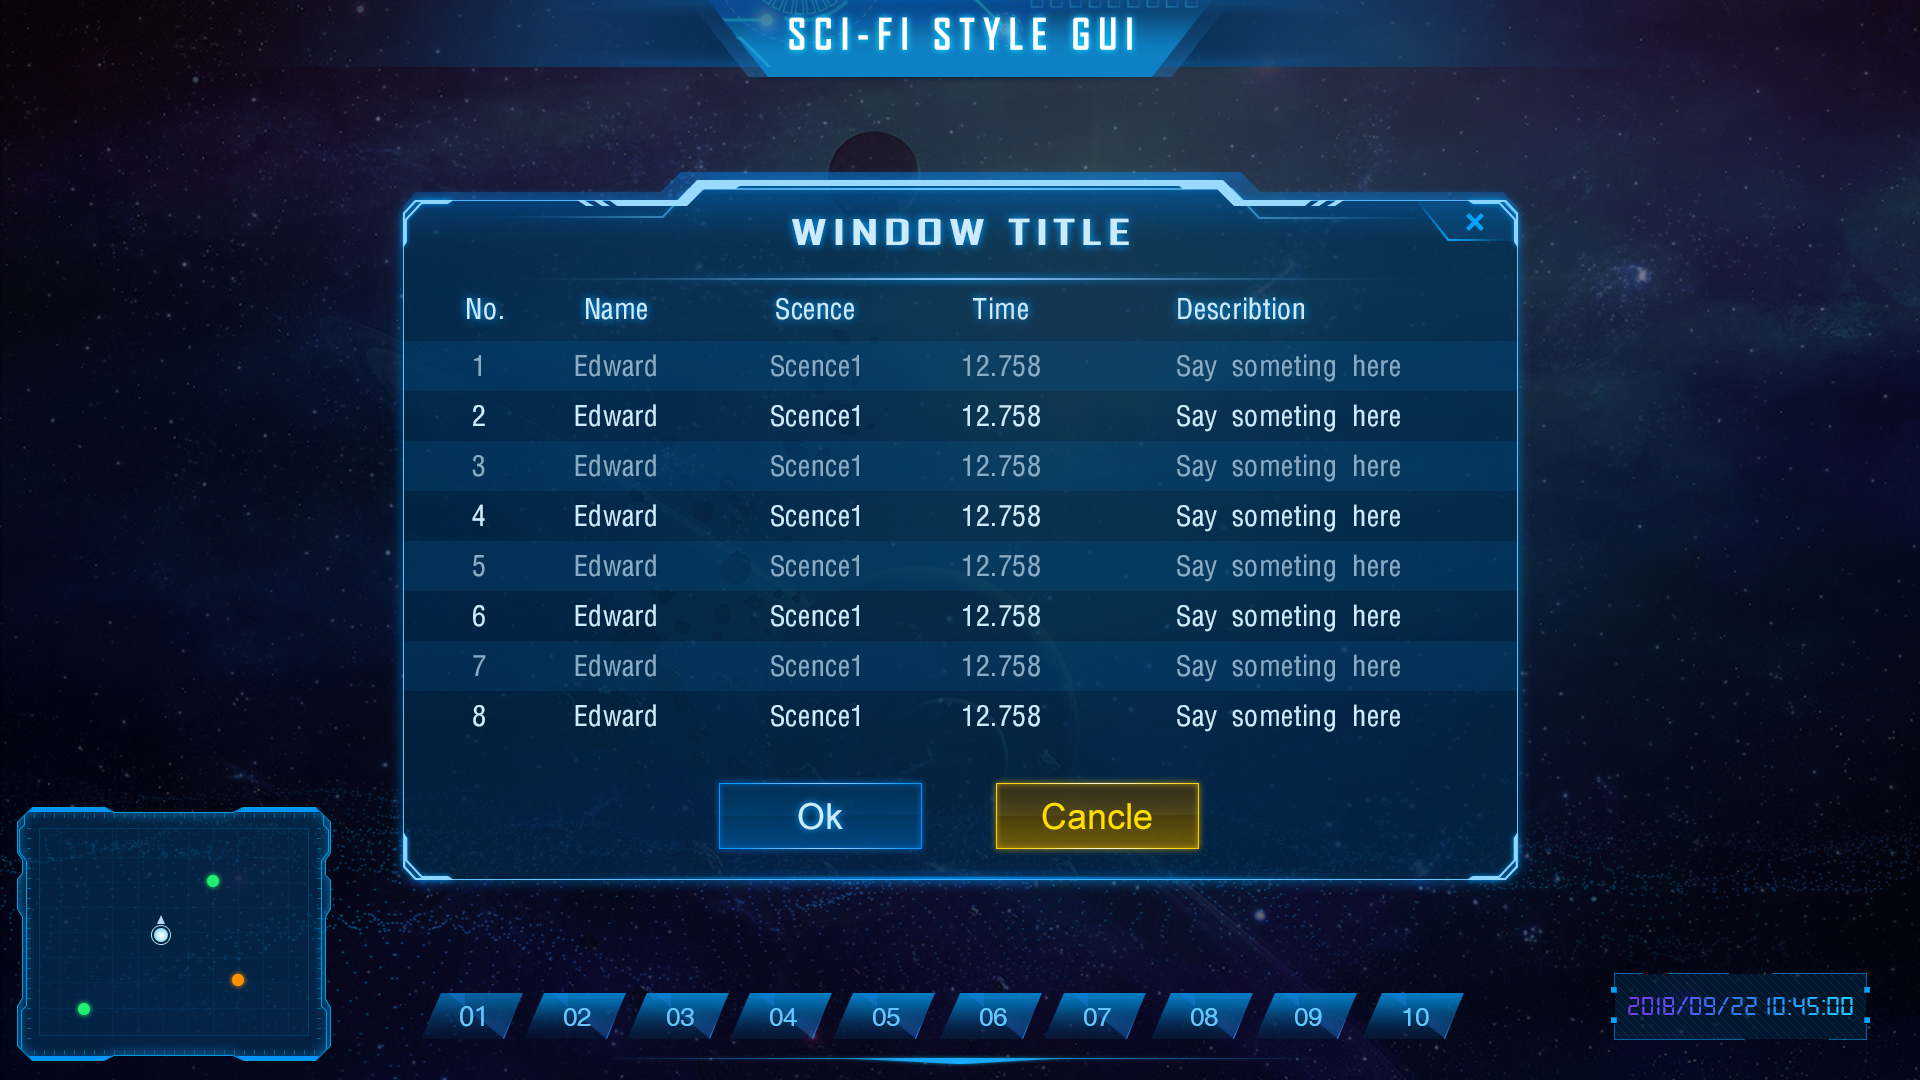 SCI-FI STYLE GUI
WINDOW TITLE
×
No. Name Scence Time Describtion
1 Edward Scence1 12.758 Say someting here
2 Edward Scence1 12.758 Say someting here
3 Edward Scence1 12.758 Say someting here
4 Edward Scence1 12.758 Say someting here
5 Edward Scence1 12.758 Say someting here
6 Edward Scence1 12.758 Say someting here
7 Edward Scence1 12.758 Say someting here
8 Edward Scence1 12.758 Say someting here
Ok Cancle
01 02 03 04 05 06 07 08 09 10
2018/09/22 10:45:00